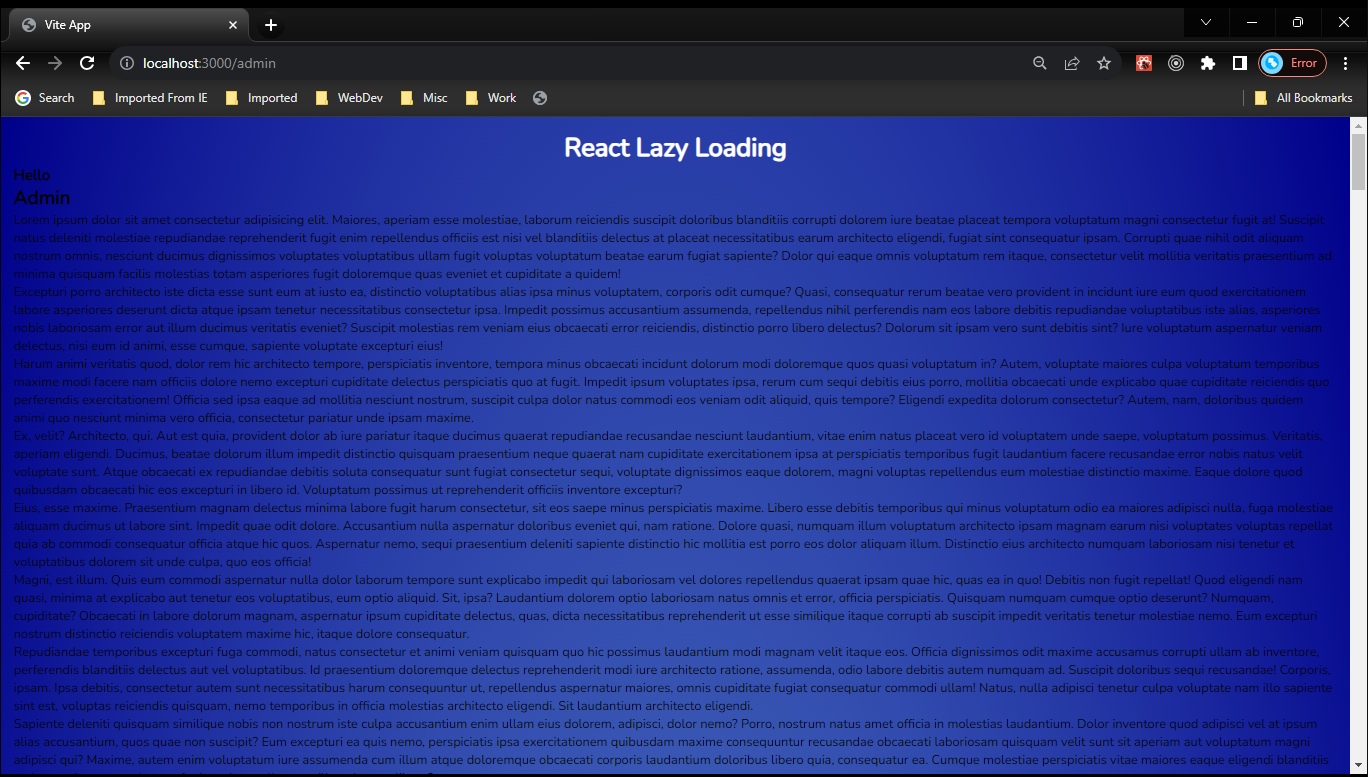 Vite App
localhost:3000/admin
Error
Search
Imported From IE
Imported
WebDev
Misc
Work
All Bookmarks
React Lazy Loading
Hello
Admin
Lorem ipsum dolor sit amet consectetur adipisicing elit. Maiores, aperiam esse molestiae, laborum reiciendis suscipit doloribus blanditiis corrupti dolorem iure beatae placeat tempora voluptatum magni consectetur fugit at! Suscipit
natus deleniti molestiae repudiandae reprehenderit fugit enim repellendus officiis est nisi vel blanditiis delectus at placeat necessitatibus earum architecto eligendi, fugiat sint consequatur ipsam. Corrupti quae nihil odit aliquam
nostrum omnis, nesciunt ducimus dignissimos voluptates voluptatibus ullam fugit voluptas voluptatum beatae earum fugiat sapiente? Dolor qui eaque omnis voluptatum rem itaque, consectetur velit mollitia veritatis praesentium ad
minima quisquam facilis molestias totam asperiores fugit doloremque quas eveniet et cupiditate a quidem!
Excepturi porro architecto iste dicta esse sunt eum at iusto ea, distinctio voluptatibus alias ipsa minus voluptatem, corporis odit cumque? Quasi, consequatur rerum beatae vero provident in incidunt iure eum quod exercitationem
labore asperiores deserunt dicta atque ipsam tenetur necessitatibus consectetur ipsa. Impedit possimus accusantium assumenda, repellendus nihil perferendis nam eos labore debitis repudiandae voluptatibus iste alias, asperiores
nobis laboriosam error aut illum ducimus veritatis eveniet? Suscipit molestias rem veniam eius obcaecati error reiciendis, distinctio porro libero delectus? Dolorum sit ipsam vero sunt debitis sint? Iure voluptatum aspernatur veniam
delectus, nisi eum id animi, esse cumque, sapiente voluptate excepturi eius!
Harum animi veritatis quod, dolor rem hic architecto tempore, perspiciatis inventore, tempora minus obcaecati incidunt dolorum modi doloremque quos quasi voluptatum in? Autem, voluptate maiores culpa voluptatum temporibus
maxime modi facere nam officiis dolore nemo excepturi cupiditate delectus perspiciatis quo at fugit. Impedit ipsum voluptates ipsa, rerum cum sequi debitis eius porro, mollitia obcaecati unde explicabo quae cupiditate reiciendis quo
perferendis exercitationem! Officia sed ipsa eaque ad mollitia nesciunt nostrum, suscipit culpa dolor natus commodi eos veniam odit aliquid, quis tempore? Eligendi expedita dolorum consectetur? Autem, nam, doloribus quidem
animi quo nesciunt minima vero officia, consectetur pariatur unde ipsam maxime.
Ex, velit? Architecto, qui. Aut est quia, provident dolor ab iure pariatur itaque ducimus quaerat repudiandae recusandae nesciunt laudantium, vitae enim natus placeat vero id voluptatem unde saepe, voluptatum possimus. Veritatis,
aperiam eligendi. Ducimus, beatae dolorum illum impedit distinctio quisquam praesentium neque quaerat nam cupiditate exercitationem ipsa at perspiciatis temporibus fugit laudantium facere recusandae error nobis natus velit
voluptate sunt. Atque obcaecati ex repudiandae debitis soluta consequatur sunt fugiat consectetur sequi, voluptate dignissimos eaque dolorem, magni voluptas repellendus eum molestiae distinctio maxime. Eaque dolore quod
quibusdam obcaecati hic eos excepturi in libero id. Voluptatum possimus ut reprehenderit officiis inventore excepturi?
Eius, esse maxime. Praesentium magnam delectus minima labore fugit harum consectetur, sit eos saepe minus perspiciatis maxime. Libero esse debitis temporibus qui minus voluptatum odio ea maiores adipisci nulla, fuga molestiae
aliquam ducimus ut labore sint. Impedit quae odit dolore. Accusantium nulla aspernatur doloribus eveniet qui, nam ratione. Dolore quasi, numquam illum voluptatum architecto ipsam magnam earum nisi voluptates voluptas repellat
quia ab commodi consequatur officia atque hic quos. Aspernatur nemo, sequi praesentium deleniti sapiente distinctio hic mollitia est porro eos dolor aliquam illum. Distinctio eius architecto numquam laboriosam nisi tenetur et
voluptatibus dolorem sit unde culpa, quo eos officia!
Magni, est illum. Quis eum commodi aspernatur nulla dolor laborum tempore sunt explicabo impedit qui laboriosam vel dolores repellendus quaerat ipsam quae hic, quas ea in quo! Debitis non fugit repellat! Quod eligendi nam
quasi, minima at explicabo aut tenetur eos voluptatibus, eum optio aliquid. Sit, ipsa? Laudantium dolorem optio laboriosam natus omnis et error, officia perspiciatis. Quisquam numquam cumque optio deserunt? Numquam,
cupiditate? Obcaecati in labore dolorum magnam, aspernatur ipsum cupiditate delectus, quas, dicta necessitatibus reprehenderit ut esse similique itaque corrupti ab suscipit impedit veritatis tenetur molestiae nemo. Eum excepturi
nostrum distinctio reiciendis voluptatem maxime hic, itaque dolore consequatur.
Repudiandae temporibus excepturi fuga commodi, natus consectetur et animi veniam quisquam quo hic possimus laudantium modi magnam velit itaque eos. Officia dignissimos odit maxime accusamus corrupti ullam ab inventore,
perferendis blanditiis delectus aut vel voluptatibus. Id praesentium doloremque delectus reprehenderit modi iure architecto ratione, assumenda, odio labore debitis autem numquam ad. Suscipit doloribus sequi recusandae! Corporis,
ipsam. Ipsa debitis, consectetur autem sunt necessitatibus harum consequuntur ut, repellendus aspernatur maiores, omnis cupiditate fugiat consequatur commodi ullam! Natus, nulla adipisci tenetur culpa voluptate nam illo sapiente
sint est, voluptas reiciendis quisquam, nemo temporibus in officia molestias architecto eligendi. Sit laudantium architecto eligendi.
Sapiente deleniti quisquam similique nobis non nostrum iste culpa accusantium enim ullam eius dolorem, adipisci, dolor nemo? Porro, nostrum natus amet officia in molestias laudantium. Dolor inventore quod adipisci vel at ipsum
alias accusantium, quos quae non suscipit? Eum excepturi ea quis nemo, perspiciatis ipsa exercitationem quibusdam maxime consequuntur recusandae obcaecati laboriosam quisquam velit sunt sit aperiam aut voluptatum magni
adipisci qui? Maxime, autem enim voluptatum iure assumenda cum illum atque doloremque obcaecati corporis laudantium doloribus libero quia, consequatur ea. Cumque perspiciatis vitae maiores eaque eligendi blanditiis